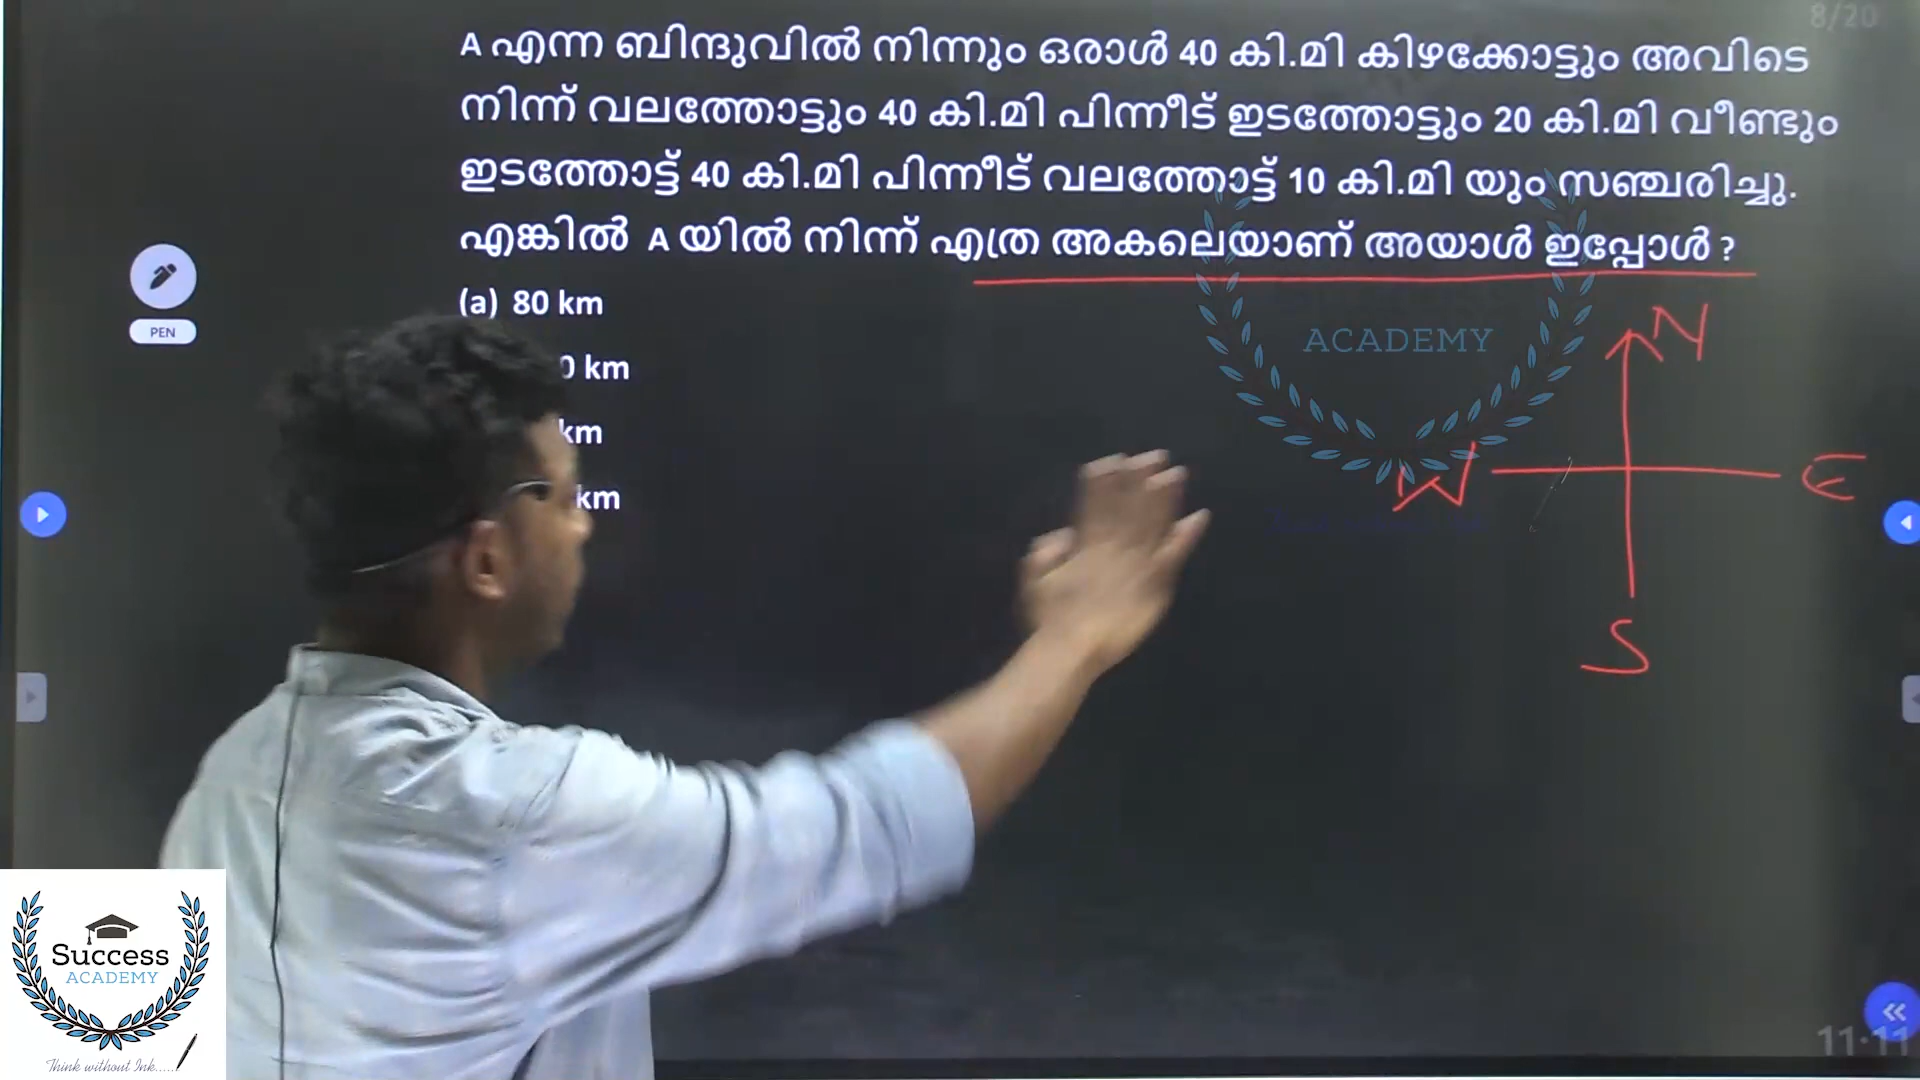 8/20
A എന്ന ബിന്ദുവിൽ നിന്നും ഒരാൾ 40 കി.മി കിഴക്കോട്ടും അവിടെ
നിന്ന് വലത്തോട്ടും 40 കി.മി പിന്നീട് ഇടത്തോട്ടും 20 കി.മി വീണ്ടും
ഇടത്തോട്ട് 40 കി.മി പിന്നീട് വലത്തോട്ട് 10 കി.മി യും സഞ്ചരിച്ചു.
എങ്കിൽ A യിൽ നിന്ന് എത്ര അകലെയാണ് അയാൾ ഇപ്പോൾ ?
(a) 80 km
0 km
km
km
PEN
ACADEMY
N
W
E
S
Success
ACADEMY
Think without Ink.....
11:11